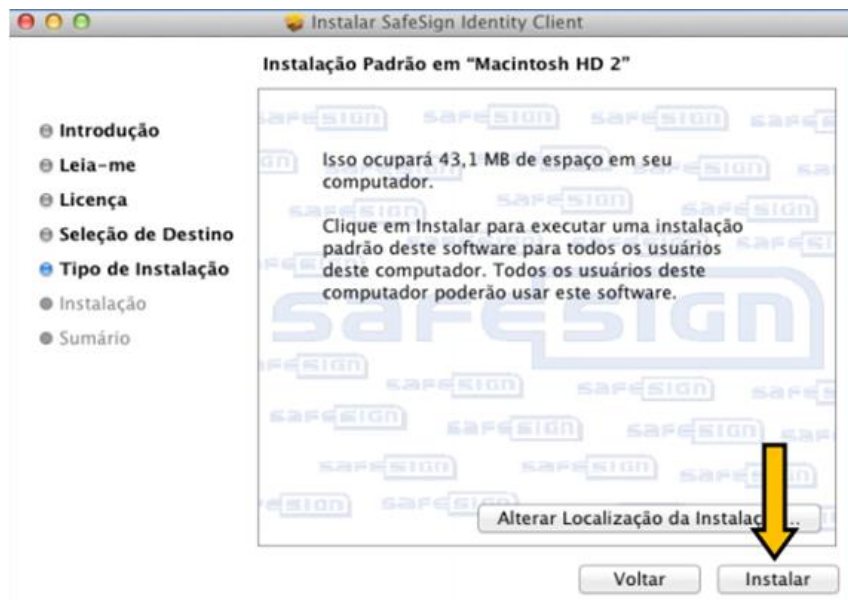 Instalar SafeSign Identity Client
Instalação Padrão em “Macintosh HD 2”
Introdução
Leia-me
Licença
Seleção de Destino
Tipo de Instalação
Instalação
Sumário
Isso ocupará 43,1 MB de espaço em seu
computador.
Clique em Instalar para executar uma instalação
padrão deste software para todos os usuários
deste computador. Todos os usuários deste
computador poderão usar este software.
safesign
Alterar Localização da Instalaç...
Voltar
Instalar